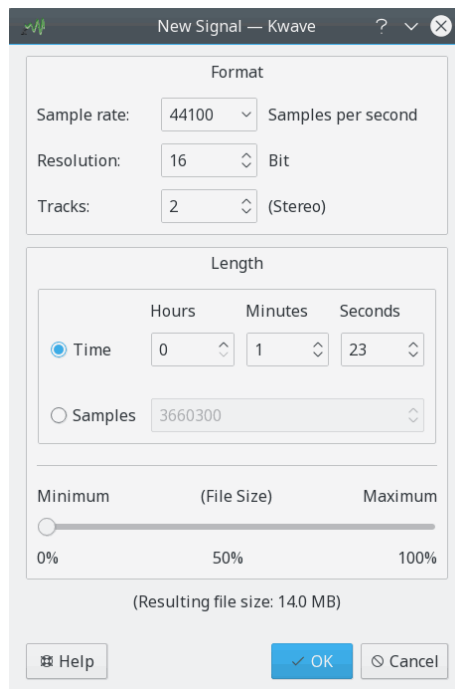 New Signal — Kwave
Format
Sample rate: 44100 Samples per second
Resolution: 16 Bit
Tracks: 2 (Stereo)
Length
Hours Minutes Seconds
Time 0 1 23
Samples 3660300
Minimum (File Size) Maximum
0% 50% 100%
(Resulting file size: 14.0 MB)
Help OK Cancel